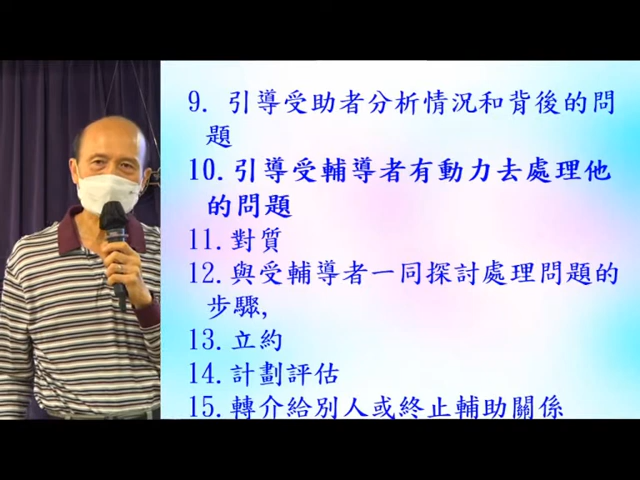 9. 引導受助者分析情況和背後的問
題
10.引導受輔導者有動力去處理他
的問題
11.對質
12.與受輔導者一同探討處理問題的
步驟,
13.立約
14.計劃評估
15.轉介給別人或終止輔助關係